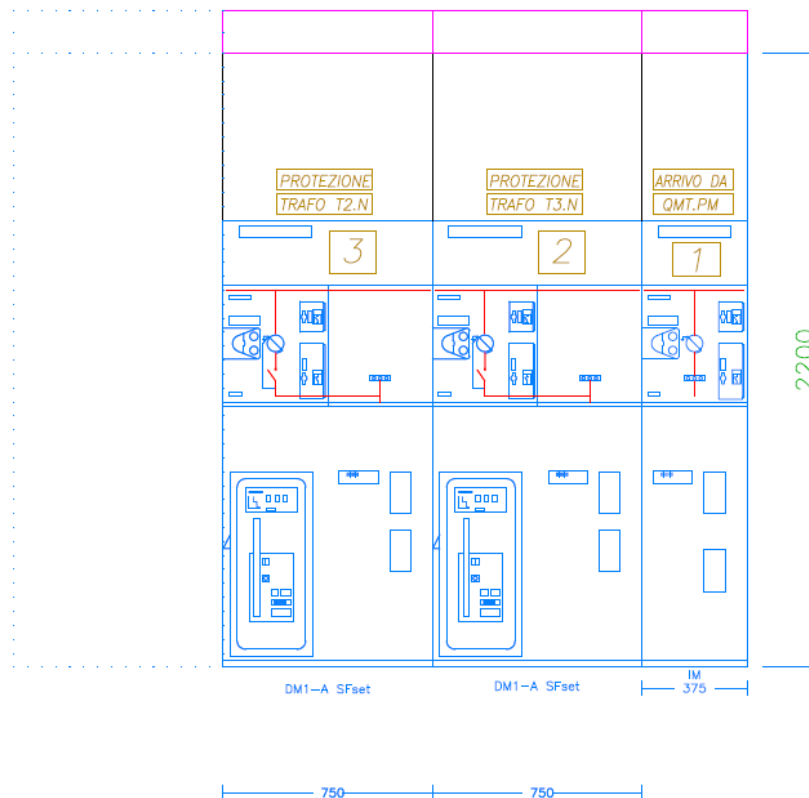 PROTEZIONE
TRAFO T2.N
PROTEZIONE
TRAFO T3.N
ARRIVO DA
QMT.PM
3
2
1
2200
DM1-A SFset
DM1-A SFset
IM
375
750
750